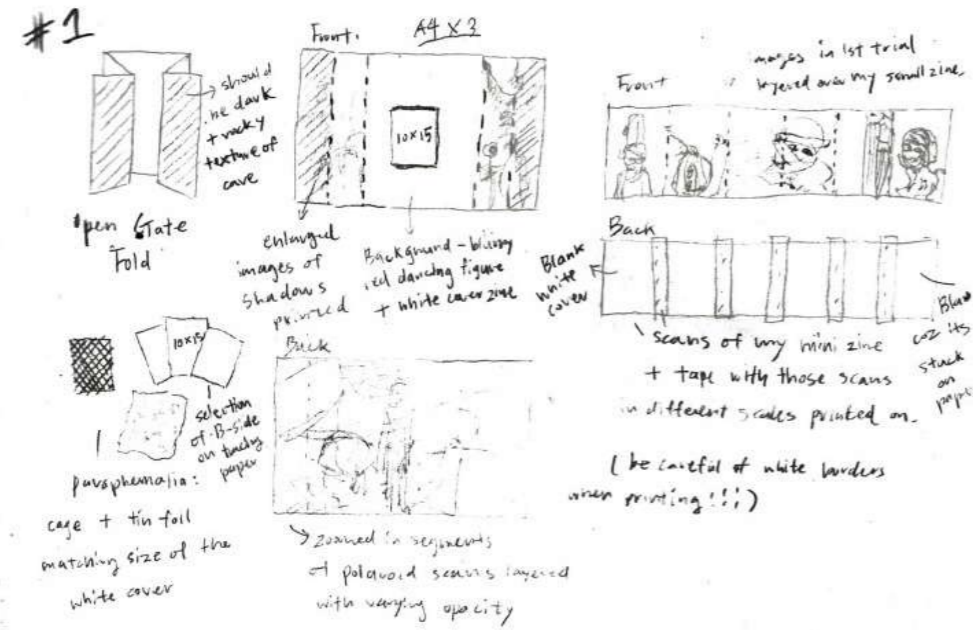 #1
should
be dark
+ rocky
texture of
cave
Open Gate
Fold
Front.
A4 x 3
10x15
enlarged
images of
shadows
printed
Background - blurry
red dancing figure
+ white cover zine
images in 1st trial
layered over my small zine.
Front
Back
Blank
white
cover
scans of my mini zine
+ tape with those scans
in different scales printed on.
Blank
coz its
stuck
on
paper
(be careful of white borders
when printing!!!)
10x15
selection
of B-side
on tracing
paper
paraphernalia:
cage + tin foil
matching size of the
white cover
Back
zoomed in segments
of polaroid scans layered
with varying opacity